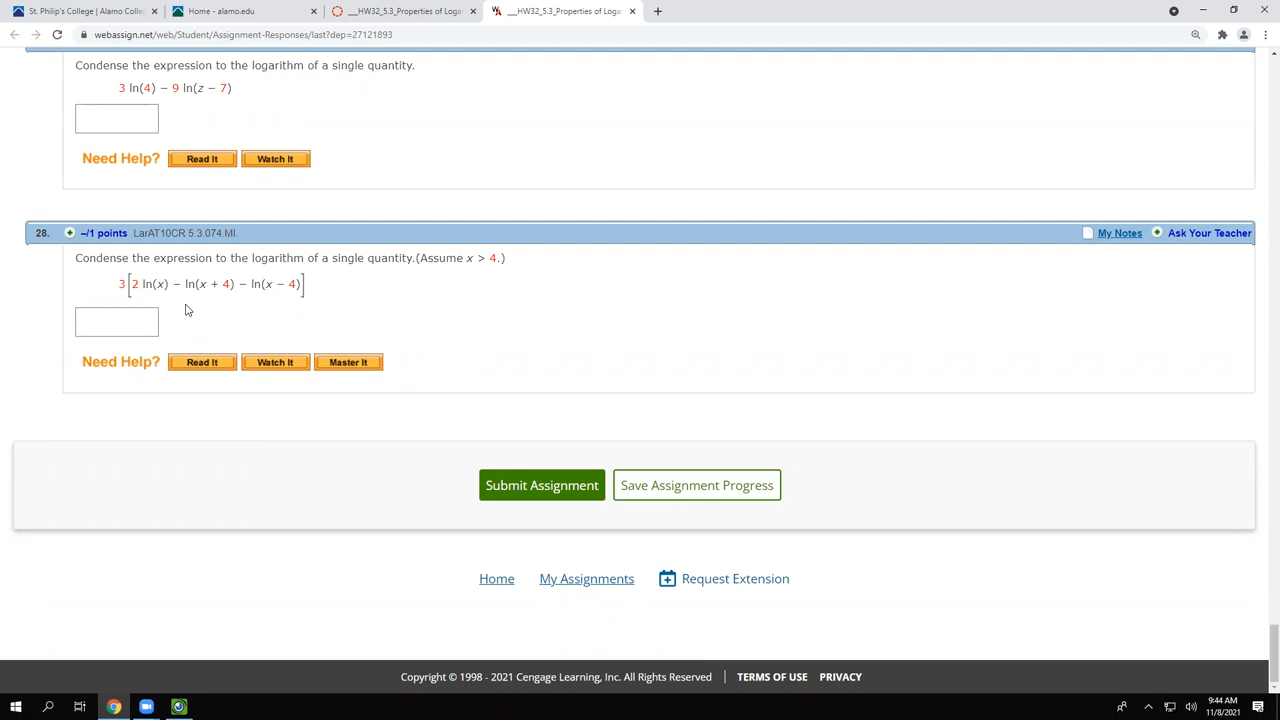 St. Philip's College | Alamo Colleg
Home - alamo.edu
__HW32_5.3_Properties of Logar
__HW32_5.3_Properties of Logar
webassign.net/web/Student/Assignment-Responses/last?dep=27121893
Condense the expression to the logarithm of a single quantity.
3 ln(4) − 9 ln(z − 7)
Need Help? Read It Watch It
28. –/1 points LarAT10CR 5.3.074.MI. My Notes Ask Your Teacher
Condense the expression to the logarithm of a single quantity.(Assume x > 4.)
3[2 ln(x) − ln(x + 4) − ln(x − 4)]
Need Help? Read It Watch It Master It
Submit Assignment Save Assignment Progress
Home My Assignments Request Extension
Copyright © 1998 - 2021 Cengage Learning, Inc. All Rights Reserved TERMS OF USE PRIVACY
9:44 AM
11/8/2021